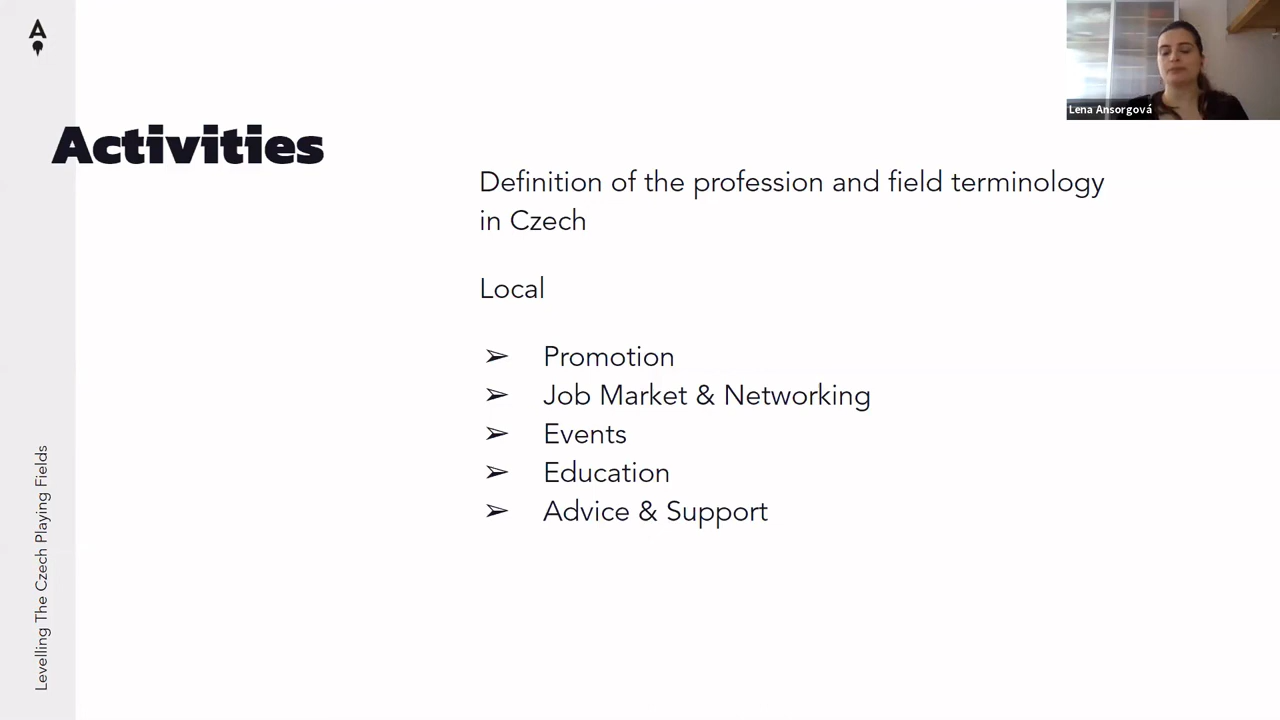 Lena Ansorgová
Activities
Definition of the profession and field terminology
in Czech
Local
➢ Promotion
➢ Job Market & Networking
➢ Events
➢ Education
➢ Advice & Support
Levelling The Czech Playing Fields